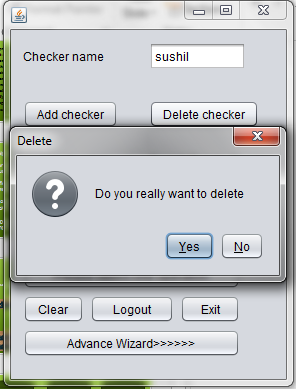 Checker name sushil
Add checker Delete checker
Delete
Do you really want to delete
Yes No
Clear Logout Exit
Advance Wizard>>>>>>